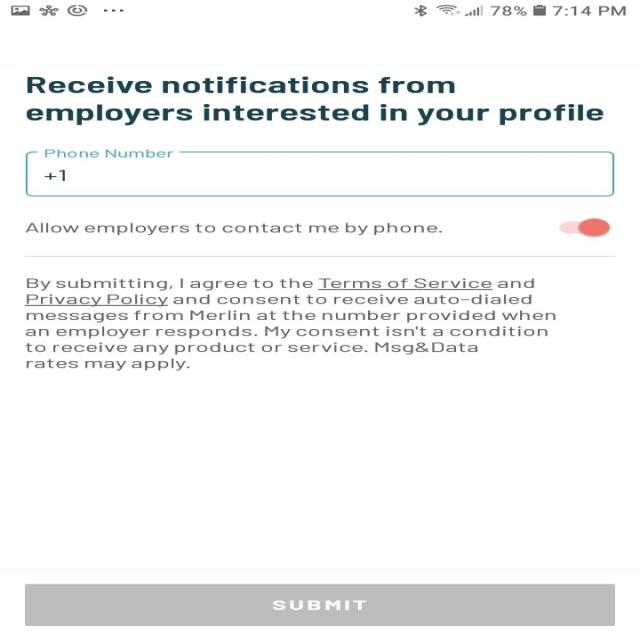 78% 7:14 PM
Receive notifications from
employers interested in your profile
Phone Number
+1
Allow employers to contact me by phone.
By submitting, I agree to the Terms of Service and
Privacy Policy and consent to receive auto-dialed
messages from Merlin at the number provided when
an employer responds. My consent isn't a condition
to receive any product or service. Msg&Data
rates may apply.
SUBMIT